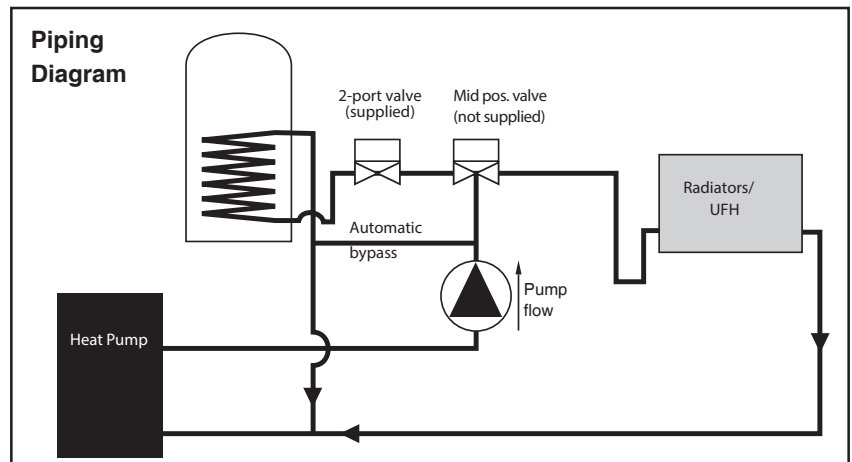 Piping
Diagram
2-port valve
(supplied)
Mid pos. valve
(not supplied)
Radiators/
UFH
Automatic
bypass
Pump
flow
Heat Pump